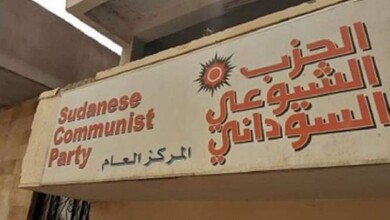 الحزب
الشيوعي
السوداني
Sudanese
Communist
Party
المركز العام